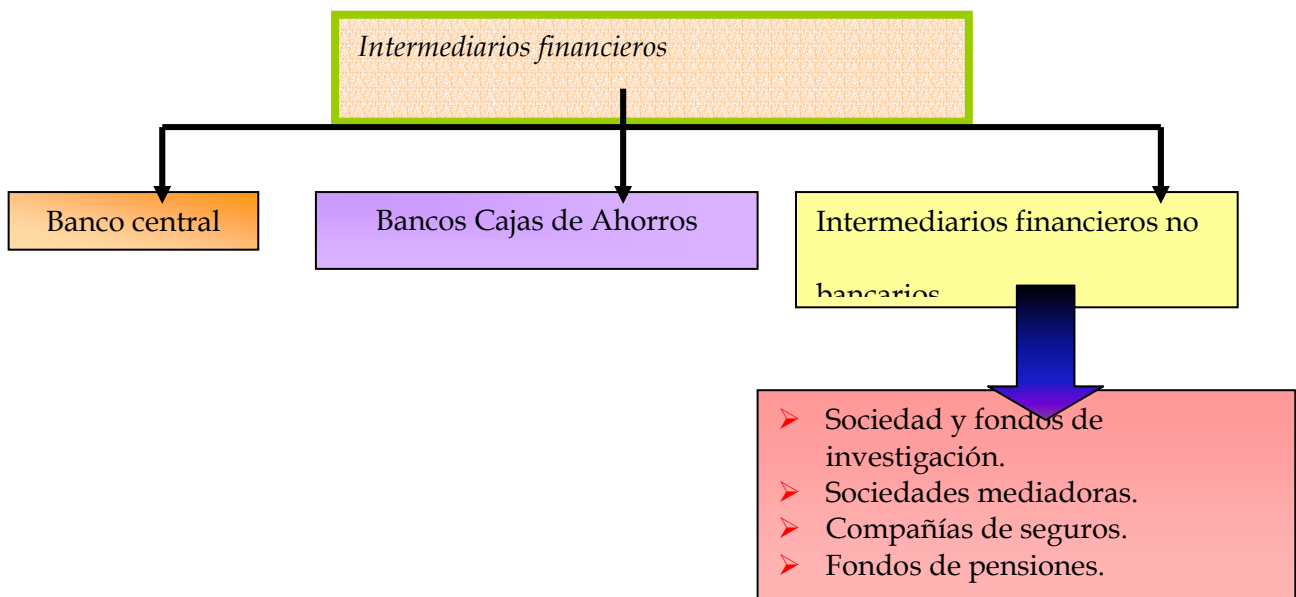 Intermediarios financieros
Banco central
Bancos Cajas de Ahorros
Intermediarios financieros no
bancarios
Sociedad y fondos de
investigación.
Sociedades mediadoras.
Compañías de seguros.
Fondos de pensiones.